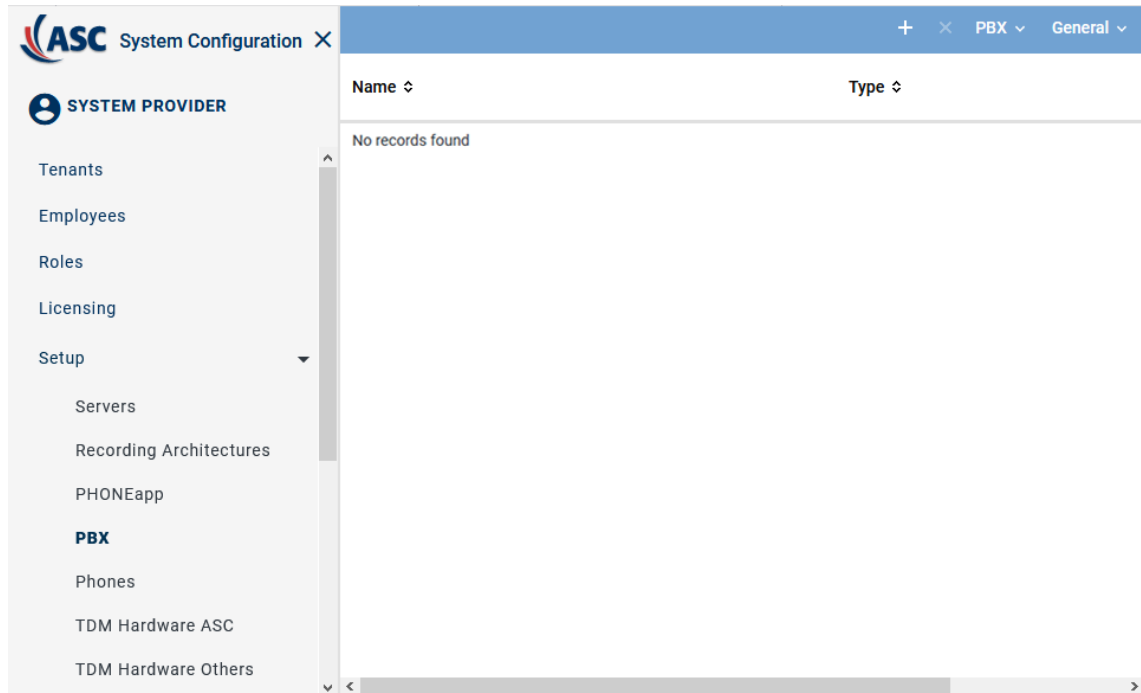 ASC System Configuration
PBX General
SYSTEM PROVIDER
Name Type
No records found
Tenants
Employees
Roles
Licensing
Setup
Servers
Recording Architectures
PHONEapp
PBX
Phones
TDM Hardware ASC
TDM Hardware Others